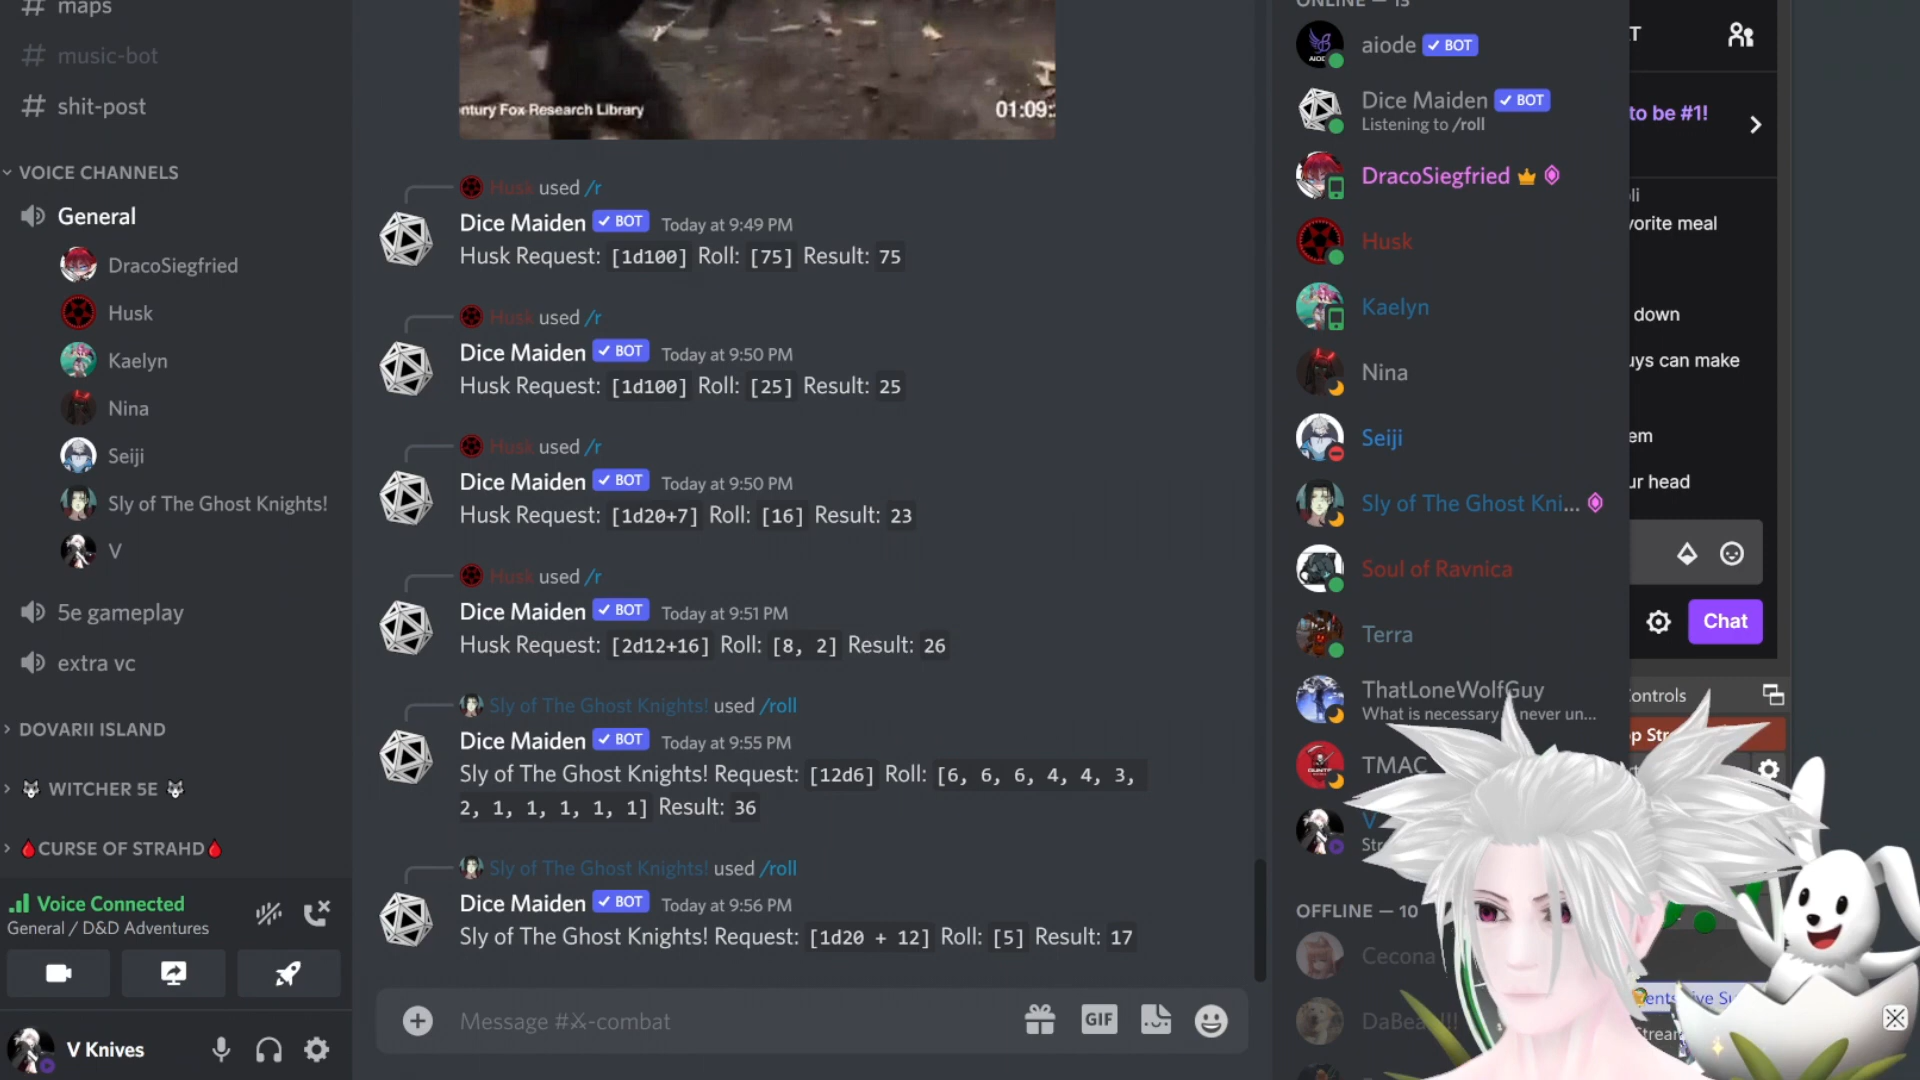 maps
music-bot
shit-post
VOICE CHANNELS
General
DracoSiegfried
Husk
Kaelyn
Nina
Seiji
Sly of The Ghost Knights!
V
5e gameplay
extra vc
DOVARII ISLAND
WITCHER 5E
CURSE OF STRAHD
Voice Connected
General / D&D Adventures
V Knives
ntury Fox Research Library
01:09:
Husk used /r
Dice Maiden BOT Today at 9:49 PM
Husk Request: [1d100] Roll: [75] Result: 75
Husk used /r
Dice Maiden BOT Today at 9:50 PM
Husk Request: [1d100] Roll: [25] Result: 25
Husk used /r
Dice Maiden BOT Today at 9:50 PM
Husk Request: [1d20+7] Roll: [16] Result: 23
Husk used /r
Dice Maiden BOT Today at 9:51 PM
Husk Request: [2d12+16] Roll: [8, 2] Result: 26
Sly of The Ghost Knights! used /roll
Dice Maiden BOT Today at 9:55 PM
Sly of The Ghost Knights! Request: [12d6] Roll: [6, 6, 6, 4, 4, 3,
2, 1, 1, 1, 1, 1] Result: 36
Sly of The Ghost Knights! used /roll
Dice Maiden BOT Today at 9:56 PM
Sly of The Ghost Knights! Request: [1d20 + 12] Roll: [5] Result: 17
Message #⚔-combat
GIF
ONLINE — 15
aiode BOT
Dice Maiden BOT
Listening to /roll
DracoSiegfried
Husk
Kaelyn
Nina
Seiji
Sly of The Ghost Kni...
Soul of Ravnica
Terra
ThatLoneWolfGuy
What is necessary never un...
TMAC
V
Str
OFFLINE — 10
Cecona
DaBea
T
to be #1!
oli
vorite meal
down
uys can make
em
ur head
Chat
ontrols
op Str